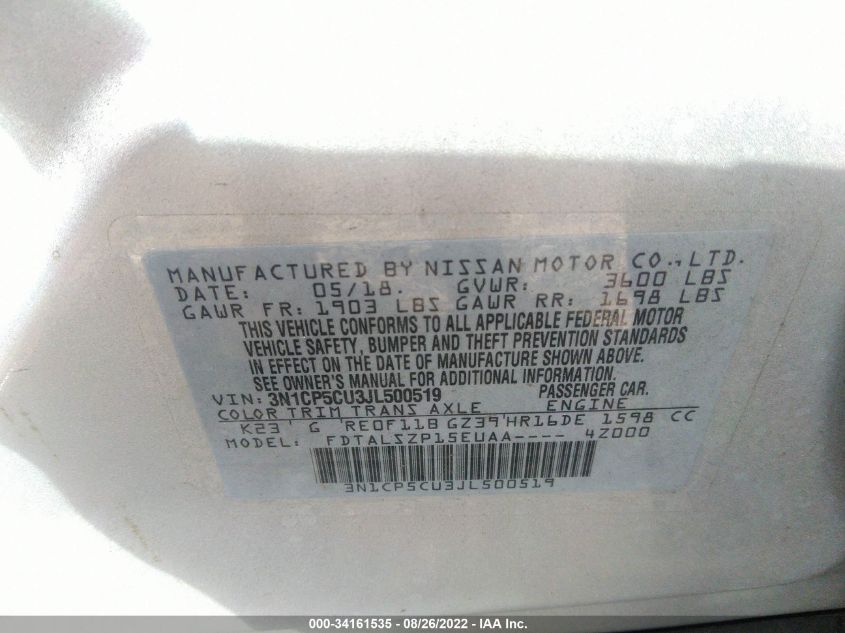 MANUFACTURED BY NISSAN MOTOR CO.,LTD.
DATE: 05/18. GVWR: 3600 LBS
GAWR FR: 1903 LBS GAWR RR: 1698 LBS
THIS VEHICLE CONFORMS TO ALL APPLICABLE FEDERAL MOTOR
VEHICLE SAFETY, BUMPER AND THEFT PREVENTION STANDARDS
IN EFFECT ON THE DATE OF MANUFACTURE SHOWN ABOVE.
SEE OWNER'S MANUAL FOR ADDITIONAL INFORMATION
VIN: 3N1CP5CU3JL500519 PASSENGER CAR.
COLOR TRIM TRANS AXLE ENGINE
K23' G RE0F11B GZ39'HR16DE 1598 CC
MODEL: FDTALSZP15EUAA---- 4Z000
3N1CP5CU3JL500519
000-34161535 - 08/26/2022 - IAA Inc.